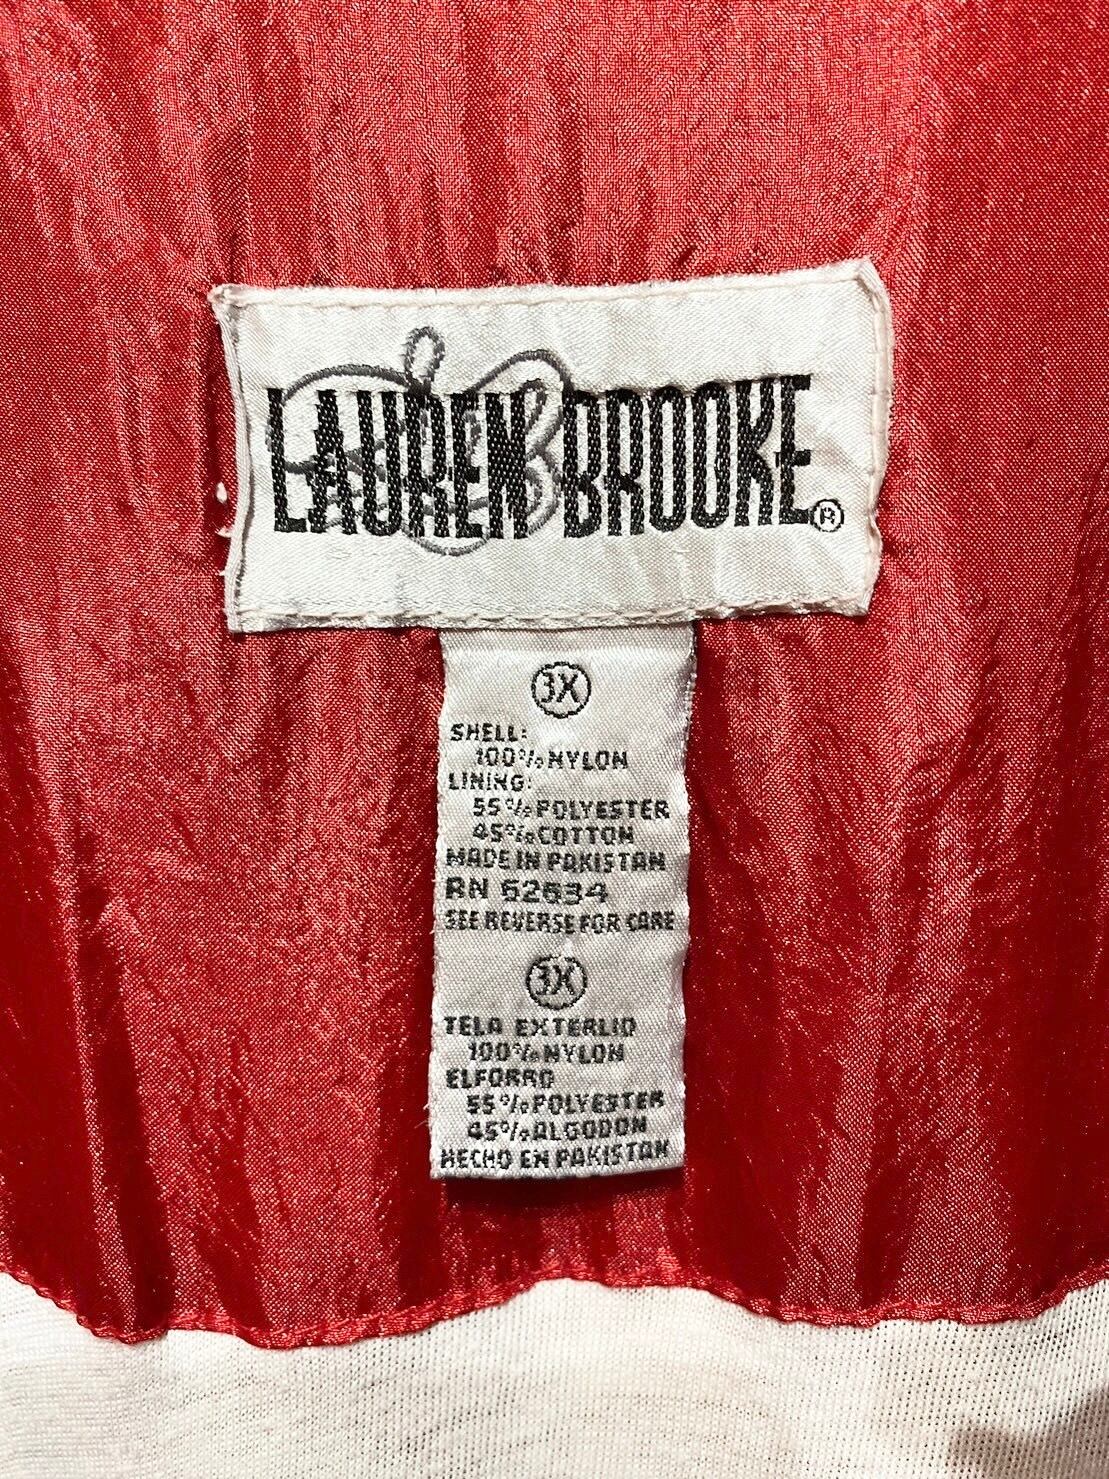 LAUREN BROOKE®
3X
SHELL:
100% NYLON
LINING:
55% POLYESTER
45% COTTON
MADE IN PAKISTAN
RN 62634
SEE REVERSE FOR CARE
3X
TELA EXTERLIO
100% NYLON
ELFORRO
55% POLYESTER
45% ALGODON
HECHO EN PAKISTAN